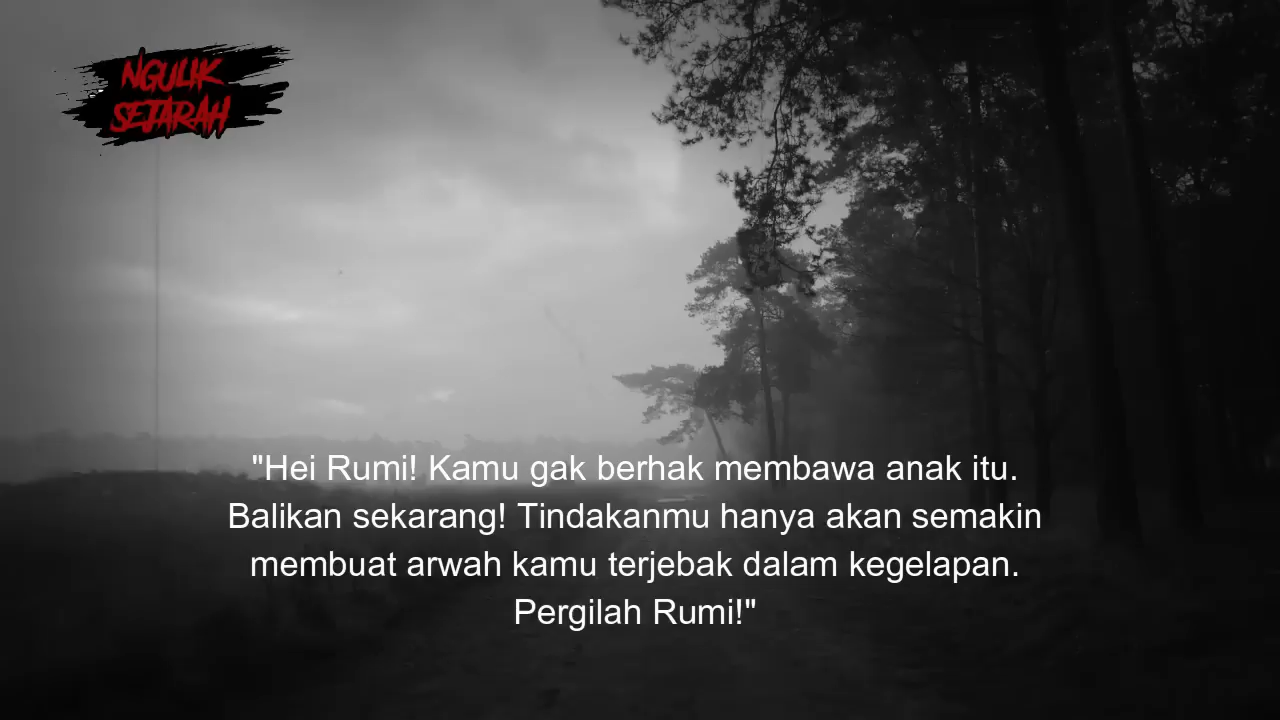 NGULIK
SEJARAH
"Hei Rumi! Kamu gak berhak membawa anak itu.
Balikan sekarang! Tindakanmu hanya akan semakin
membuat arwah kamu terjebak dalam kegelapan.
Pergilah Rumi!"